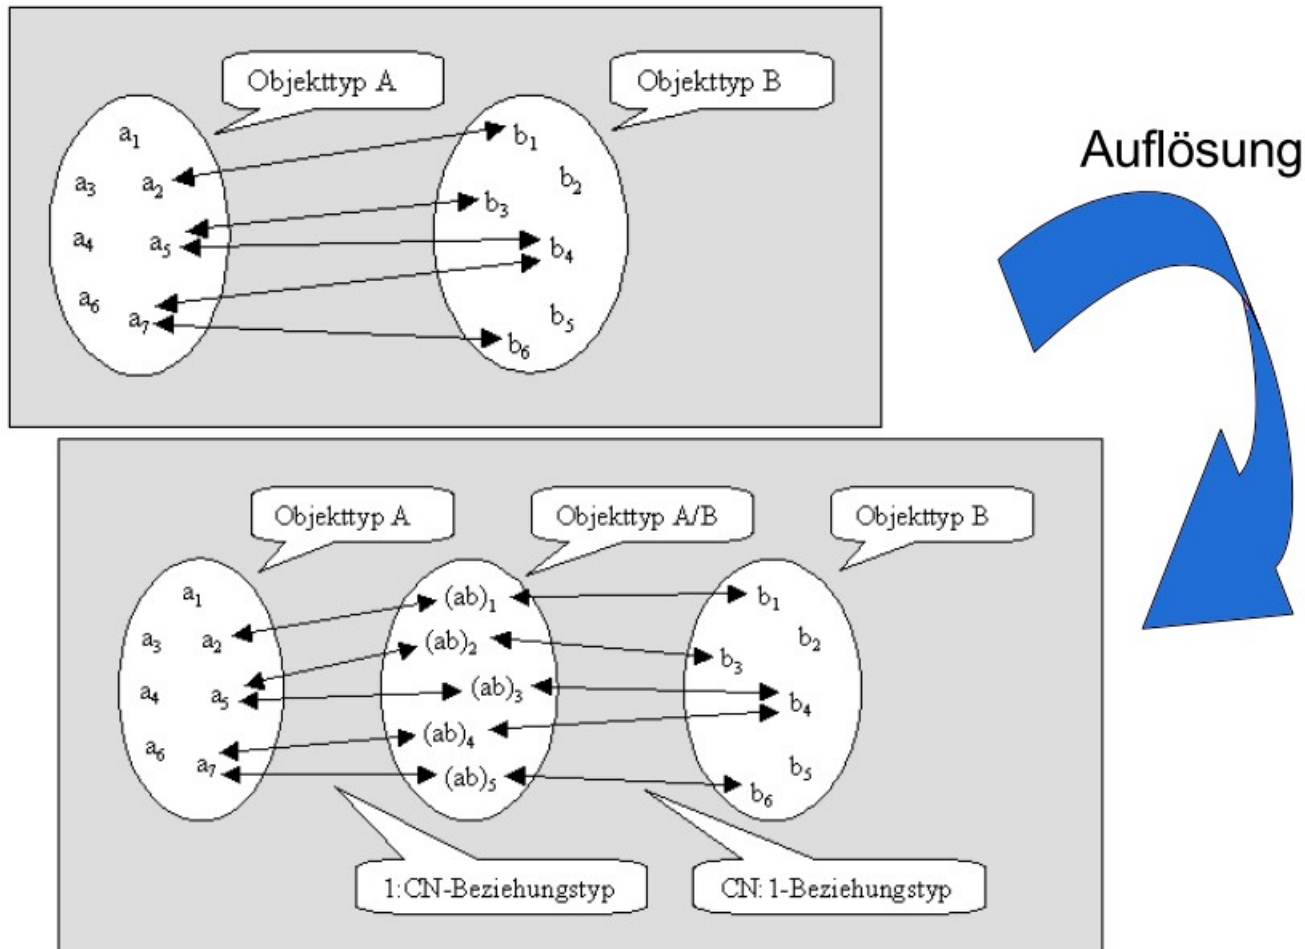 Objekttyp A
Objekttyp B
a1
a3 a2
a4 a5
a6
a7
b1
b2
b3
b4
b5
b6
Auflösung
Objekttyp A
Objekttyp A/B
Objekttyp B
a1
a3 a2
a4 a5
a6
a7
(ab)1
(ab)2
(ab)3
(ab)4
(ab)5
b1
b2
b3
b4
b5
b6
1:CN-Beziehungstyp
CN:1-Beziehungstyp